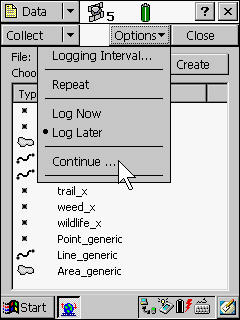 Data 5 ? ×
Collect Options Close
File:
Create
Choo
Logging Interval...
Repeat
Log Now
Log Later
Continue ...
trail_x
weed_x
wildlife_x
Point_generic
Line_generic
Area_generic
Start